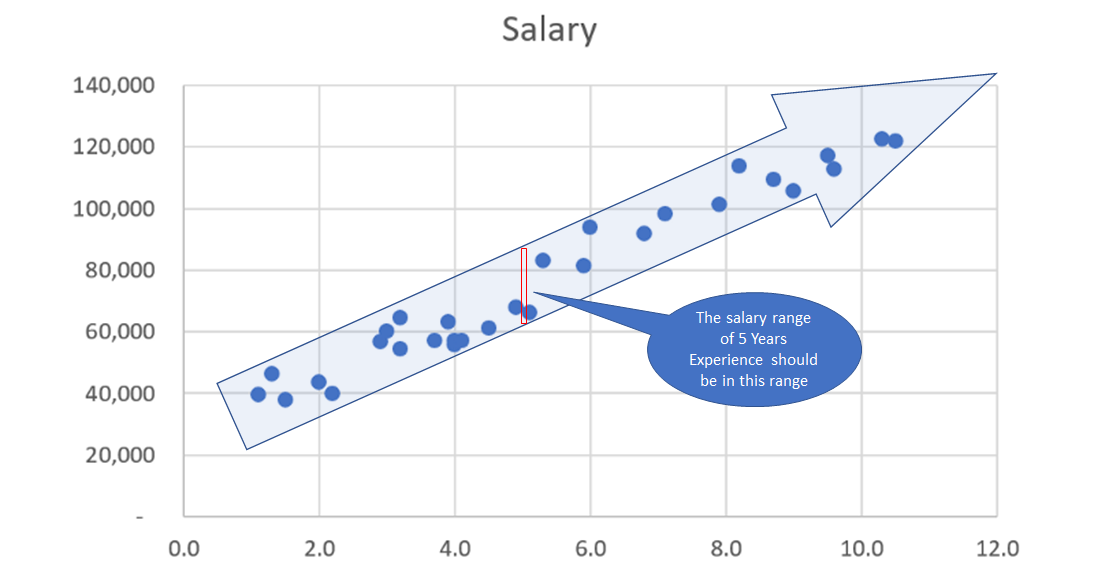 Salary
140,000
120,000
100,000
80,000
60,000
40,000
20,000
-
0.0 2.0 4.0 6.0 8.0 10.0 12.0
The salary range
of 5 Years
Experience should
be in this range